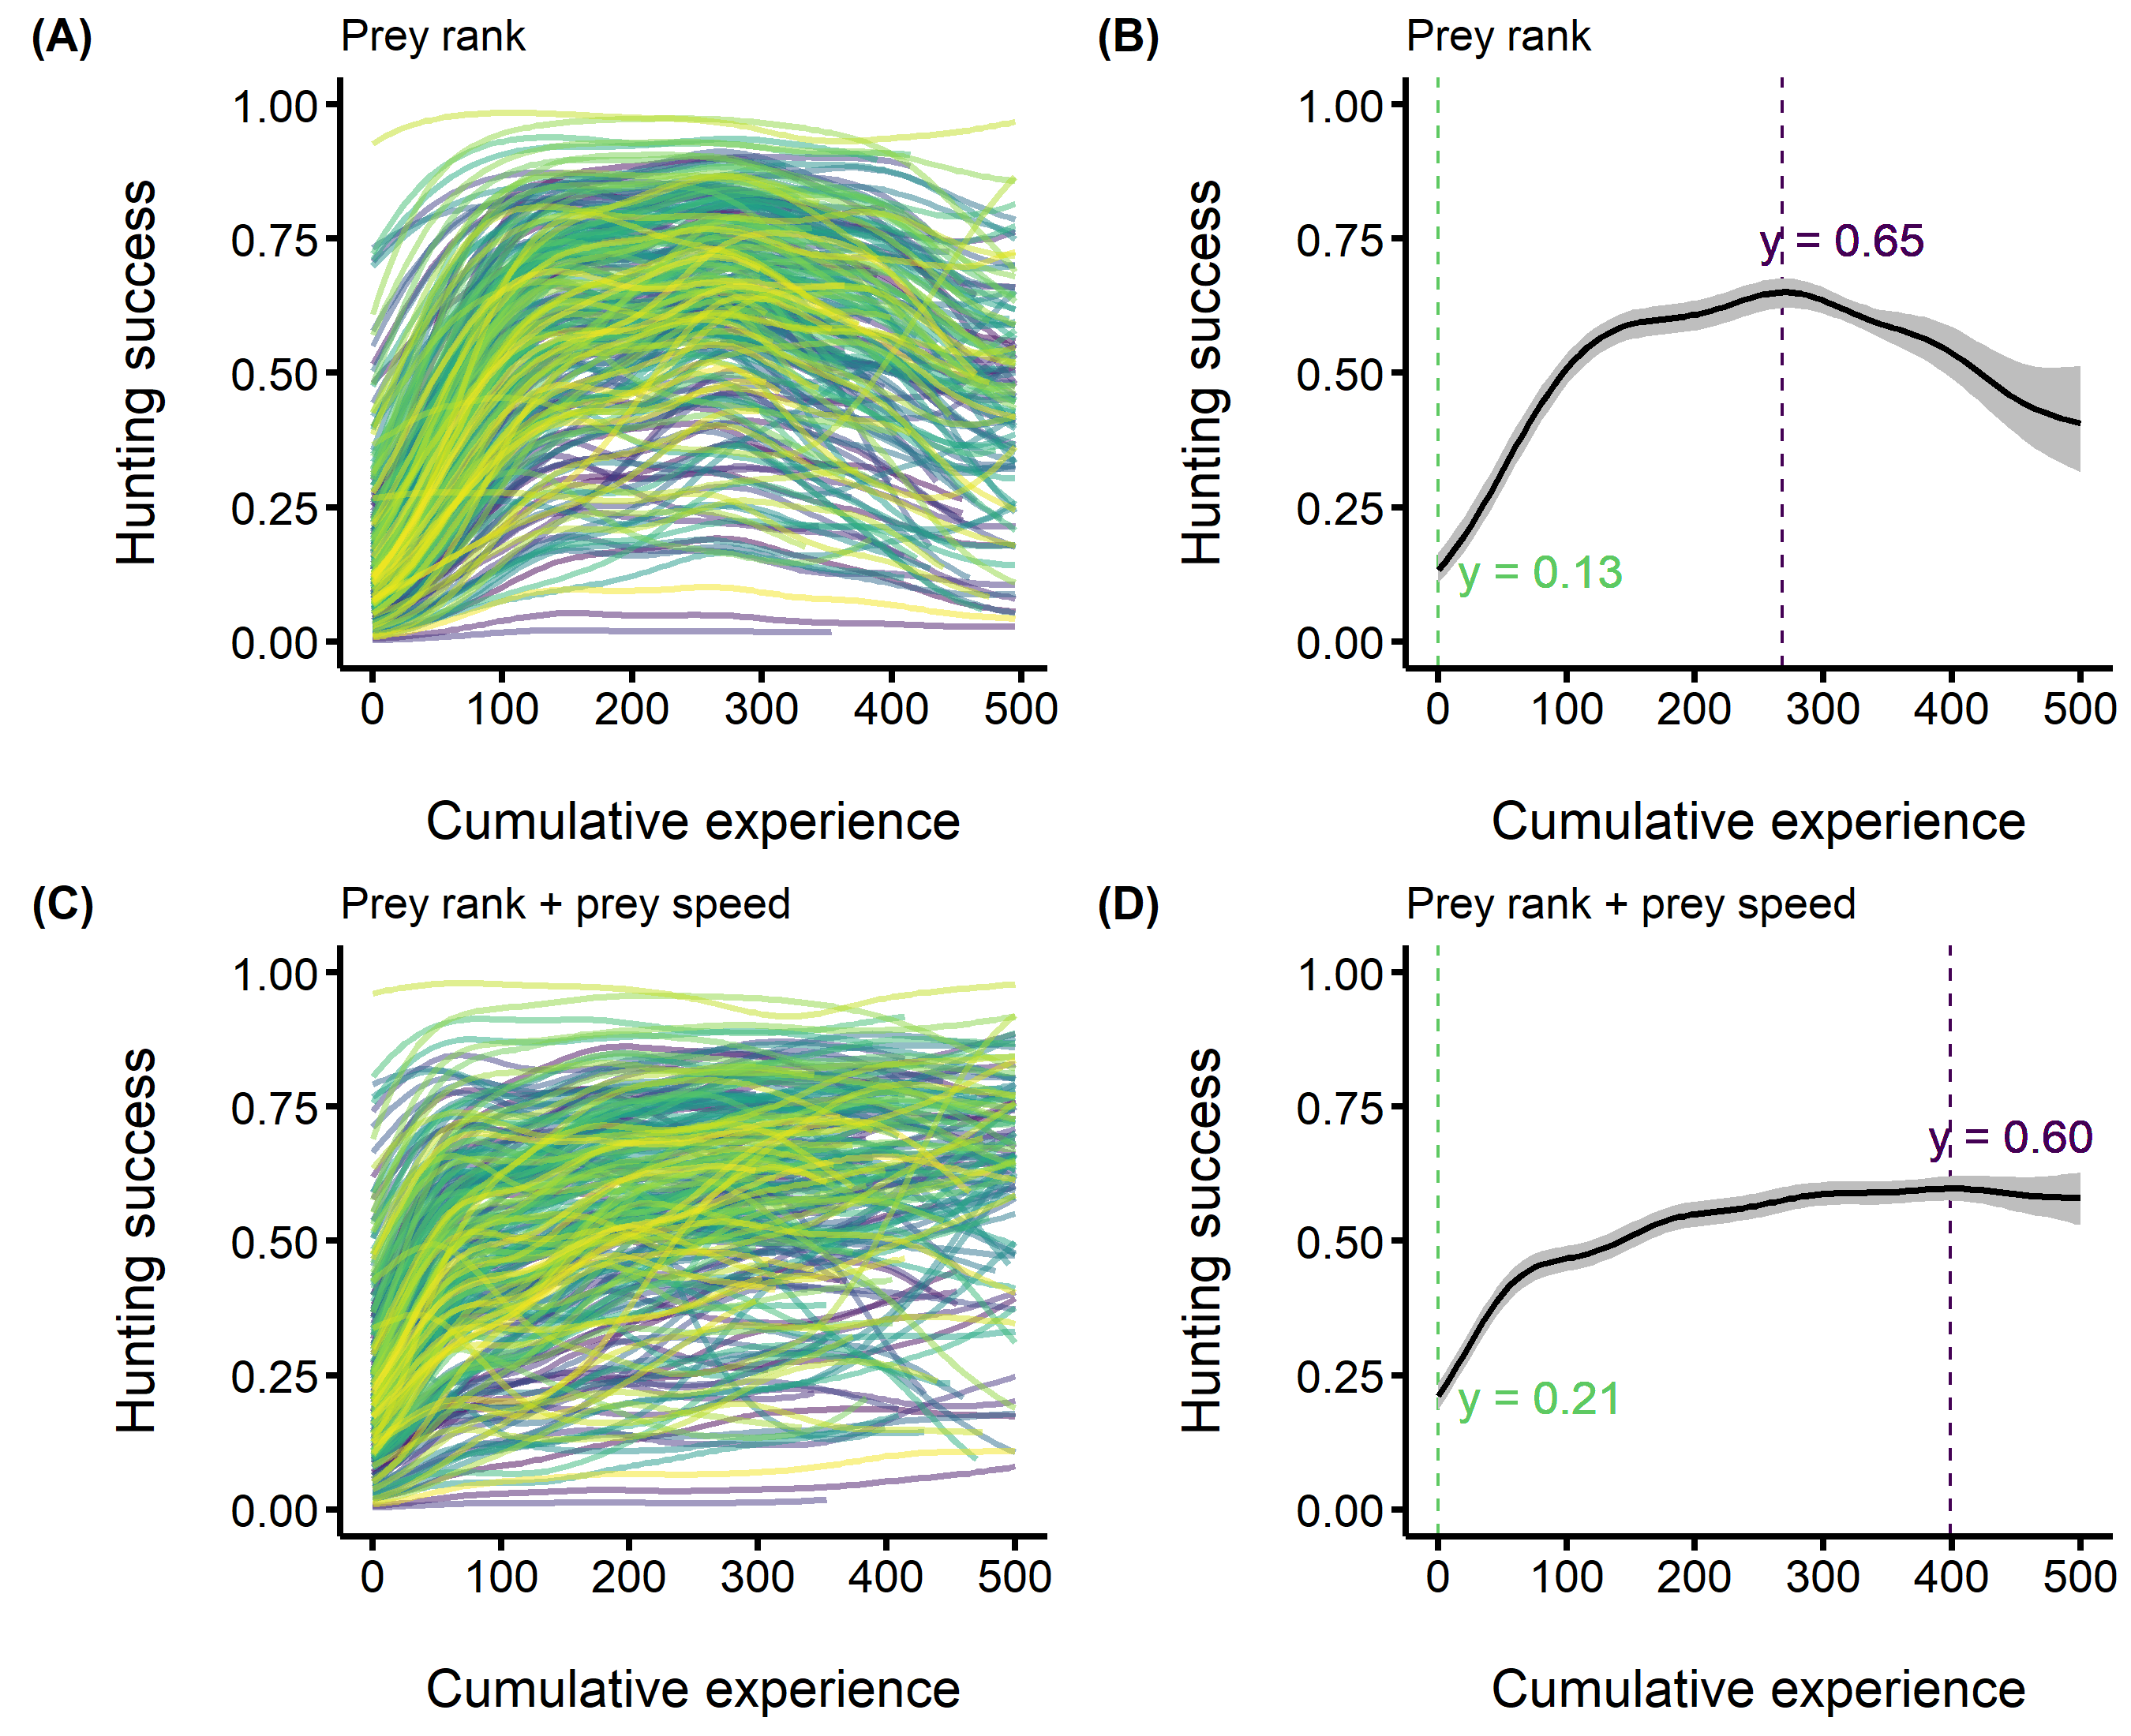 (A)
Prey rank
1.00
0.75
0.50
0.25
0.00
Hunting success
0 100 200 300 400 500
Cumulative experience
(B)
Prey rank
1.00
0.75
0.50
0.25
0.00
Hunting success
y = 0.65
y = 0.13
0 100 200 300 400 500
Cumulative experience
(C)
Prey rank + prey speed
1.00
0.75
0.50
0.25
0.00
Hunting success
0 100 200 300 400 500
Cumulative experience
(D)
Prey rank + prey speed
1.00
0.75
0.50
0.25
0.00
Hunting success
y = 0.60
y = 0.21
0 100 200 300 400 500
Cumulative experience